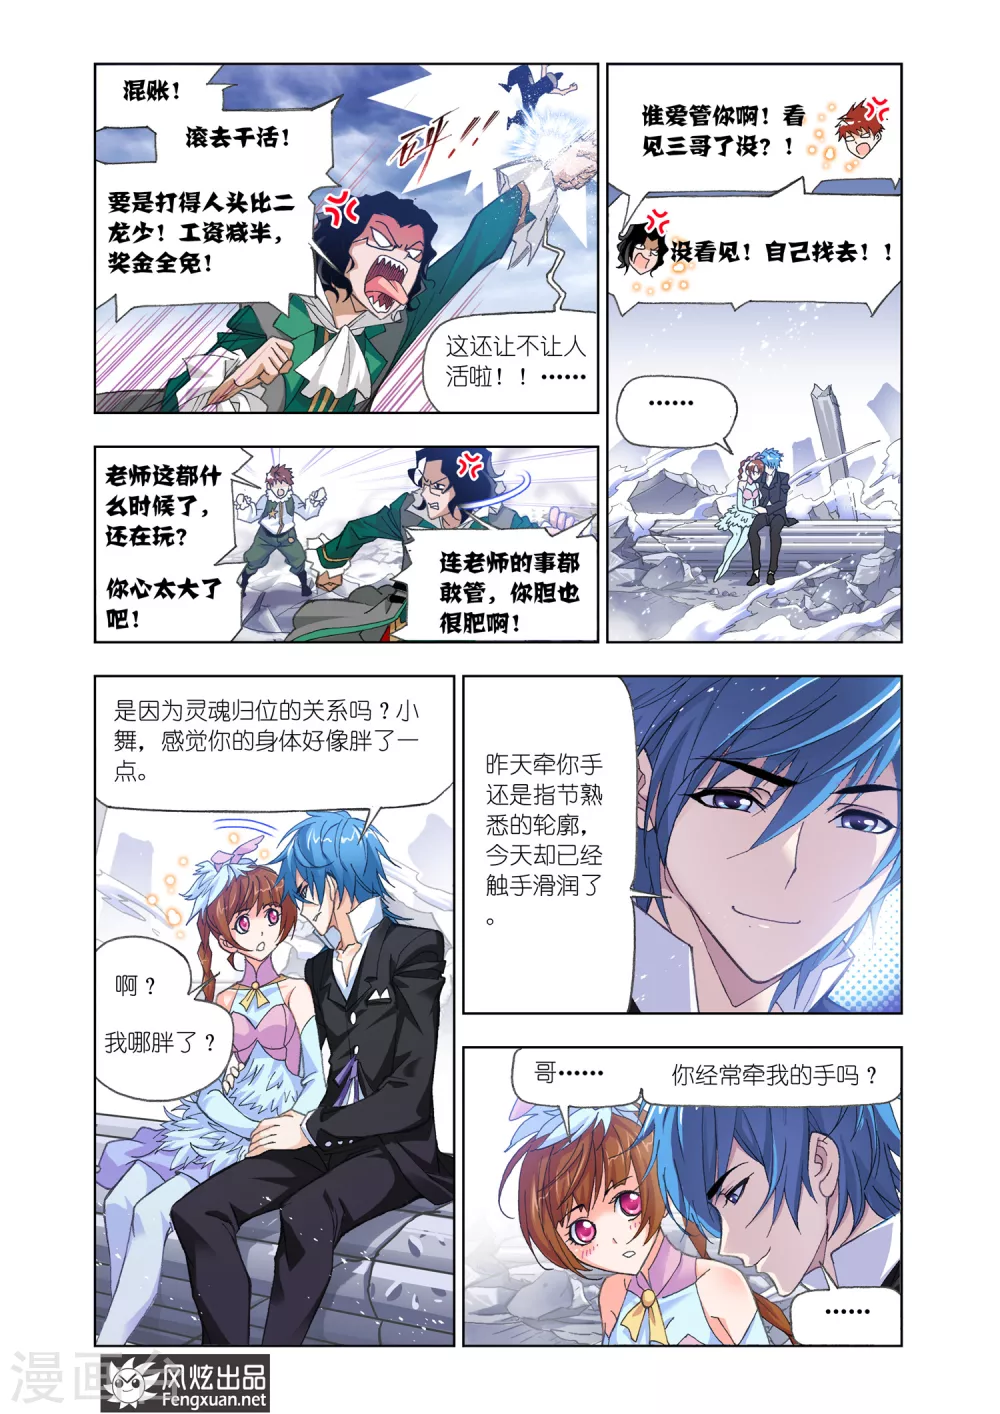 混账！
滚去干活！
要是打得人头比二
龙少！工资减半，
奖金全免！
砰！！
这还让不让人
活啦！！……
谁爱管你啊！看
见三哥了没？！
没看见！自己找去！！
……
老师这都什
么时候了，
还在玩？
你心太大了
吧！
连老师的事都
敢管，你胆也
很肥啊！
是因为灵魂归位的关系吗？小
舞，感觉你的身体好像胖了一
点。
啊？
我哪胖了？
昨天牵你手
还是指节熟
悉的轮廓，
今天却已经
触手滑润了
。
哥……
你经常牵我的手吗？
……
漫画台
风炫出品
Fengxuan.net